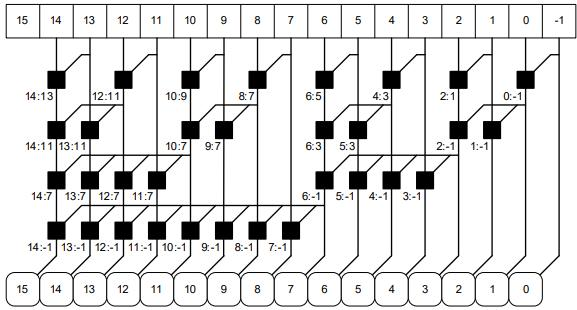 15 14 13 12 11 10 9 8 7 6 5 4 3 2 1 0 -1
14:13 12:11 10:9 8:7 6:5 4:3 2:1 0:-1
14:11 13:11 10:7 9:7 6:3 5:3 2:-1 1:-1
14:7 13:7 12:7 11:7 6:-1 5:-1 4:-1 3:-1
14:-1 13:-1 12:-1 11:-1 10:-1 9:-1 8:-1 7:-1
15 14 13 12 11 10 9 8 7 6 5 4 3 2 1 0